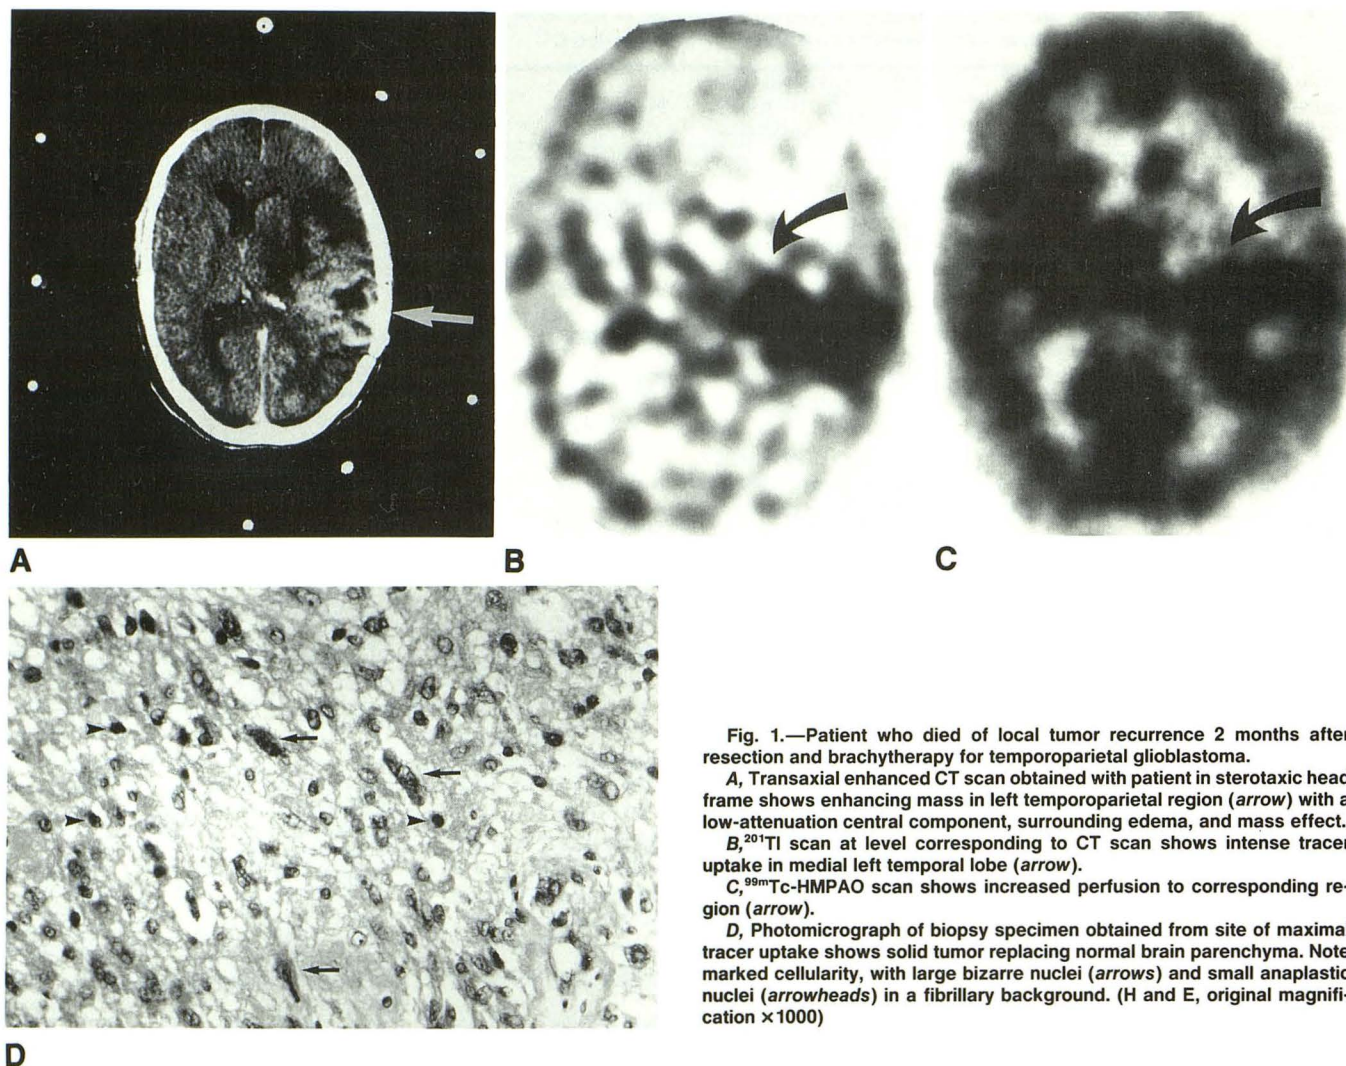 A
B
C
D
Fig. 1.—Patient who died of local tumor recurrence 2 months after
resection and brachytherapy for temporoparietal glioblastoma.
A, Transaxial enhanced CT scan obtained with patient in sterotaxic head
frame shows enhancing mass in left temporoparietal region (arrow) with a
low-attenuation central component, surrounding edema, and mass effect.
B,²⁰¹Tl scan at level corresponding to CT scan shows intense tracer
uptake in medial left temporal lobe (arrow).
C,⁹⁹ᵐTc-HMPAO scan shows increased perfusion to corresponding re-
gion (arrow).
D, Photomicrograph of biopsy specimen obtained from site of maxima
tracer uptake shows solid tumor replacing normal brain parenchyma. Note
marked cellularity, with large bizarre nuclei (arrows) and small anaplastic
nuclei (arrowheads) in a fibrillary background. (H and E, original magnifi-
cation ×1000)